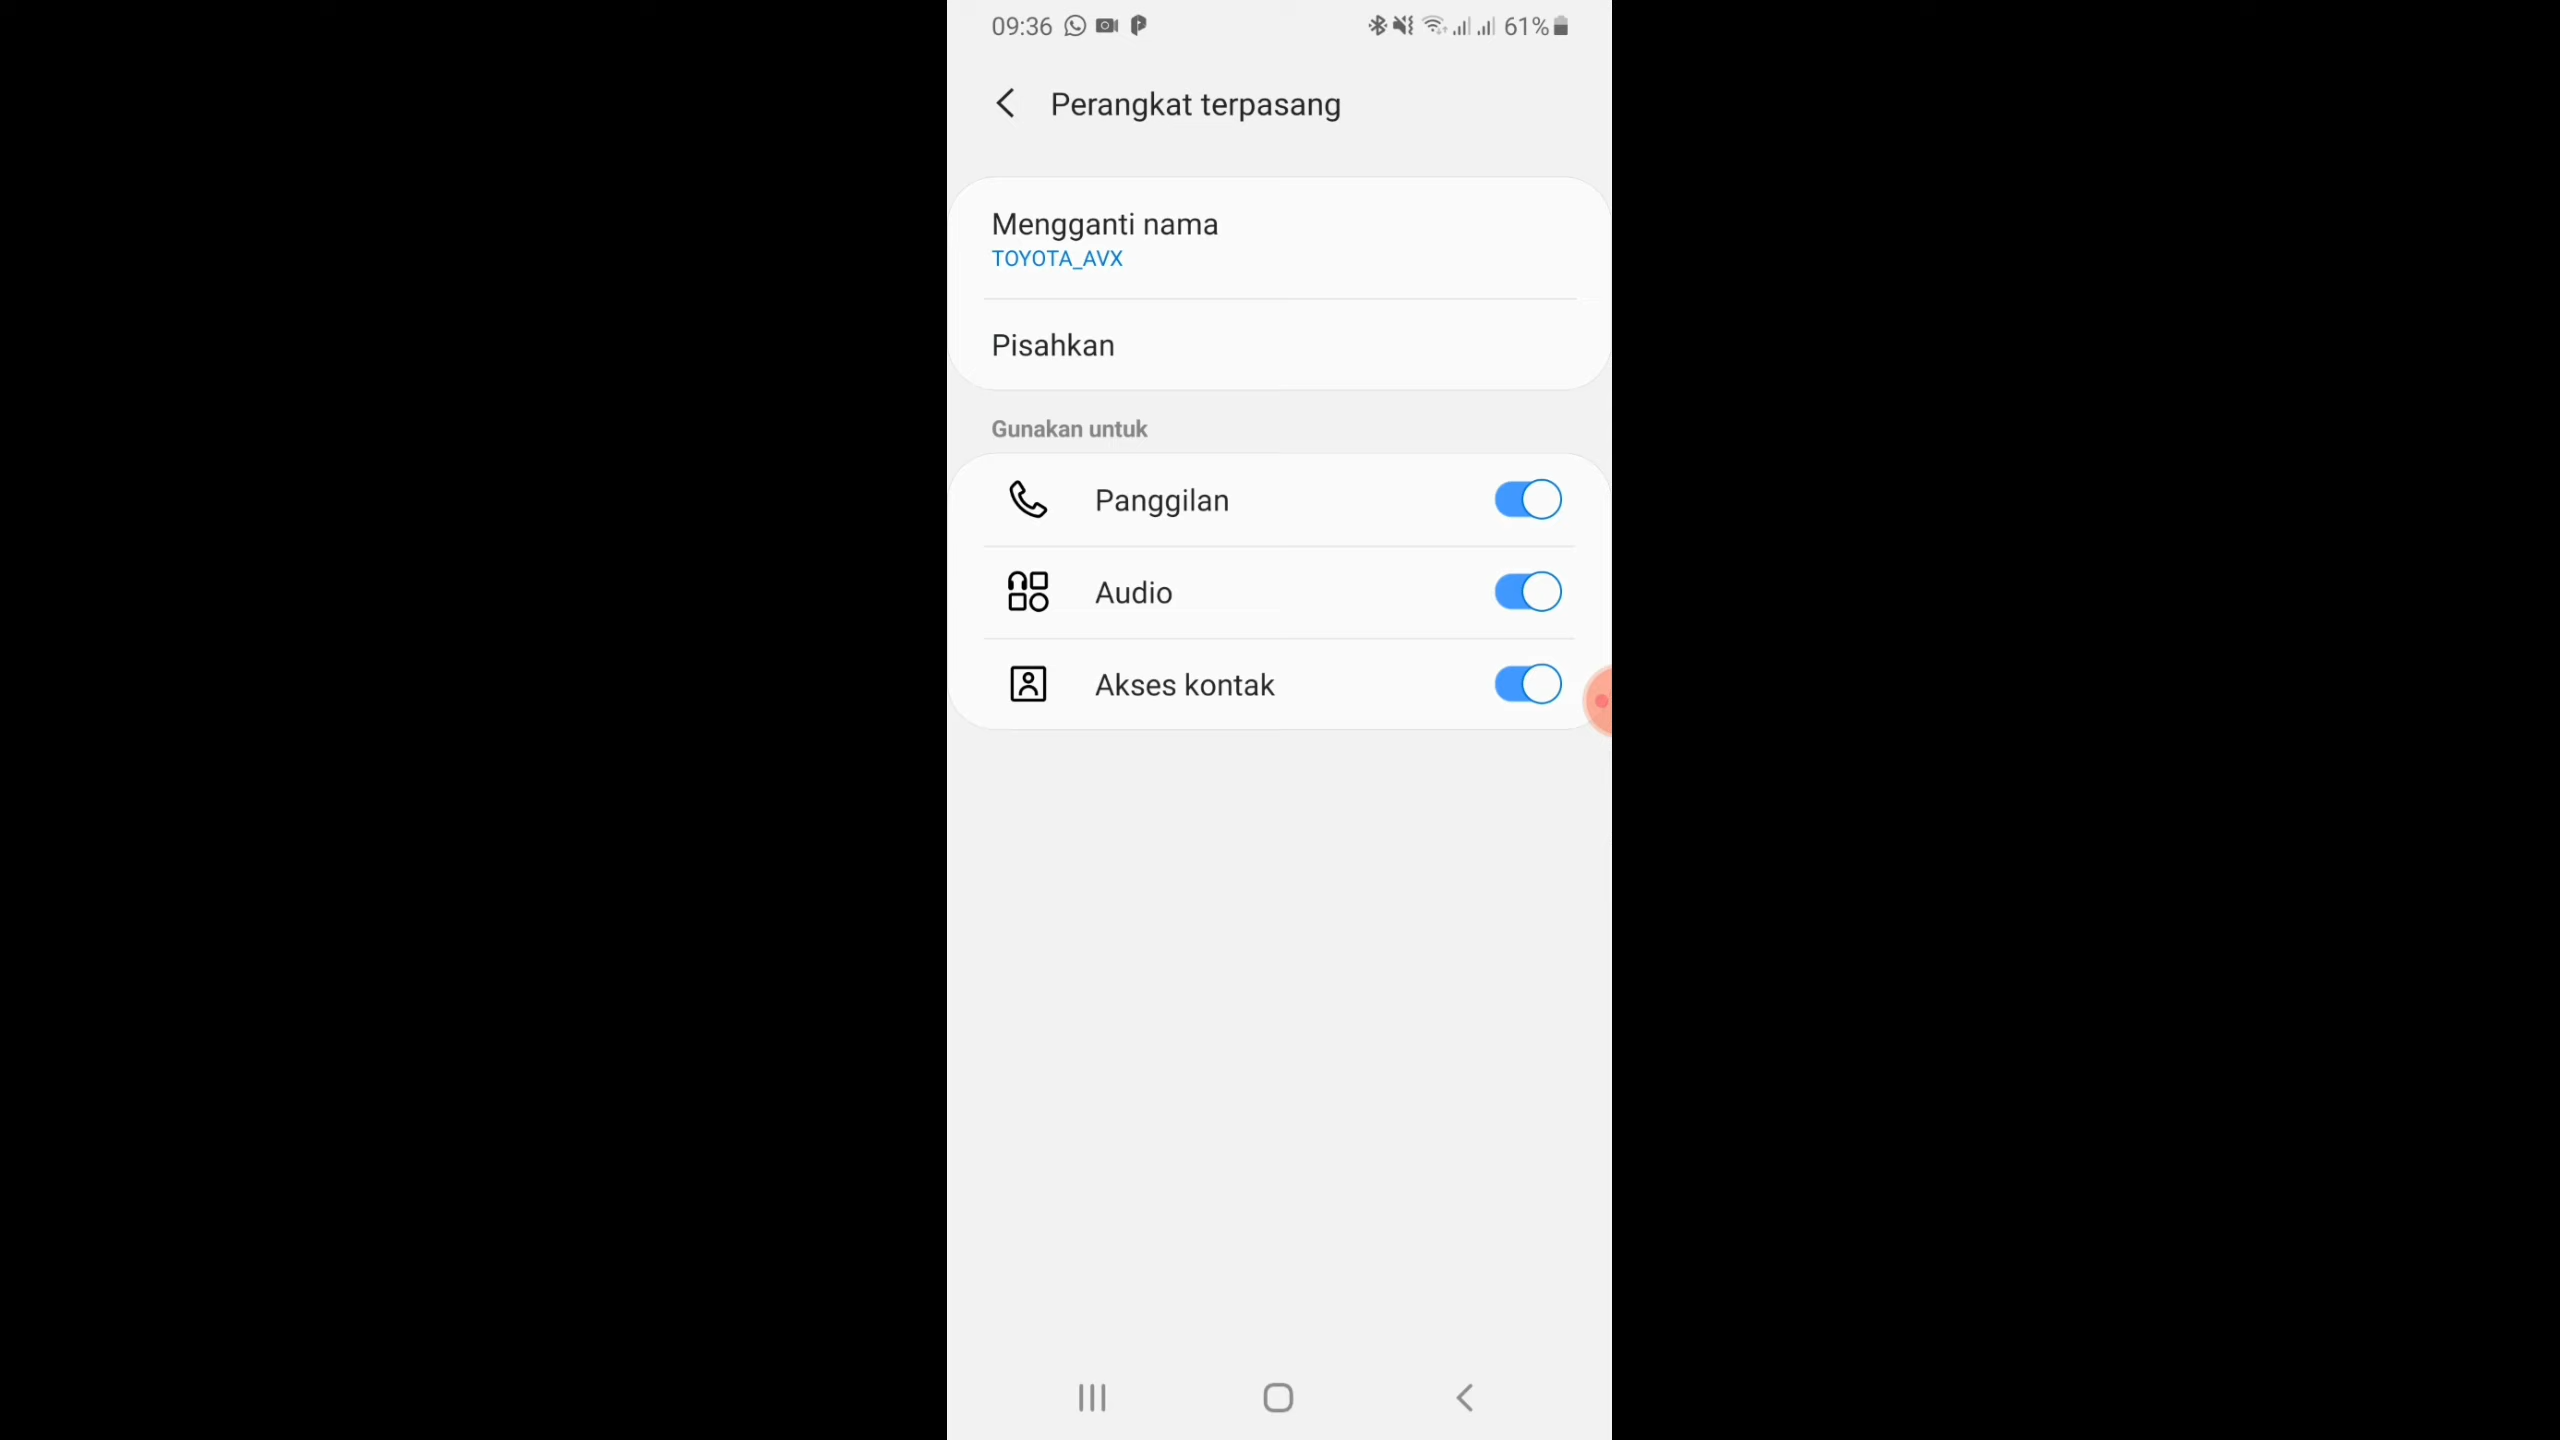 09:36
61%
Perangkat terpasang
Mengganti nama
TOYOTA_AVX
Pisahkan
Gunakan untuk
Panggilan
Audio
Akses kontak